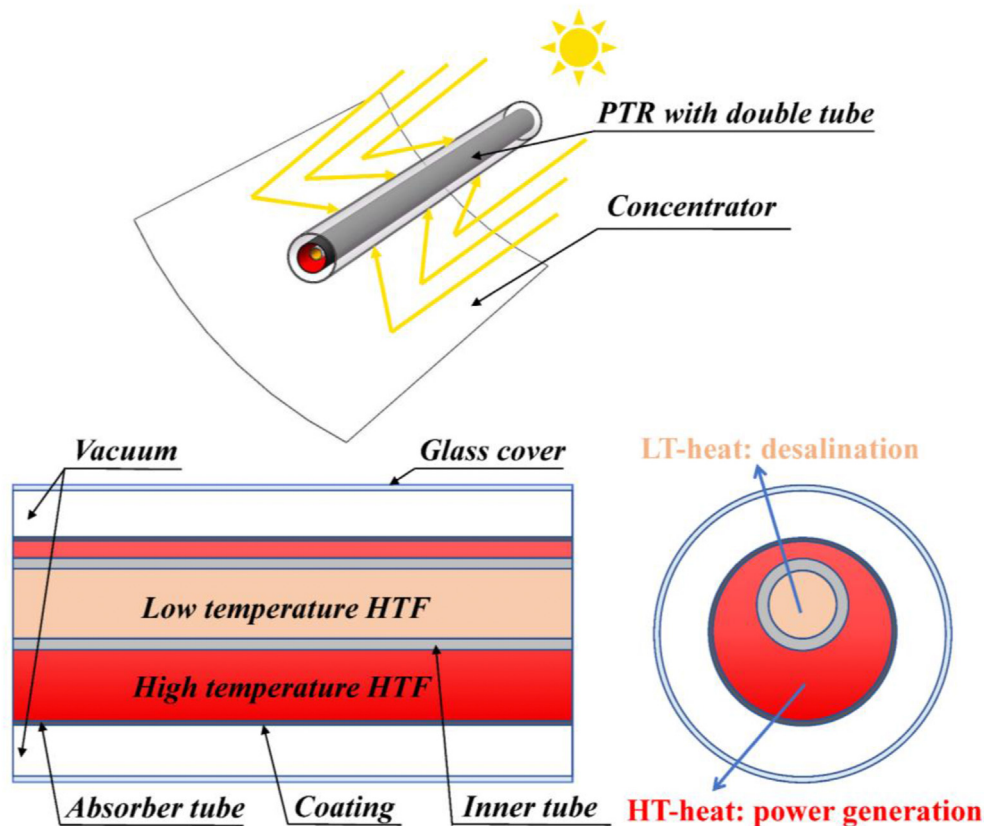 PTR with double tube
Concentrator
Vacuum
Glass cover
LT-heat: desalination
Low temperature HTF
High temperature HTF
Absorber tube
Coating
Inner tube
HT-heat: power generation